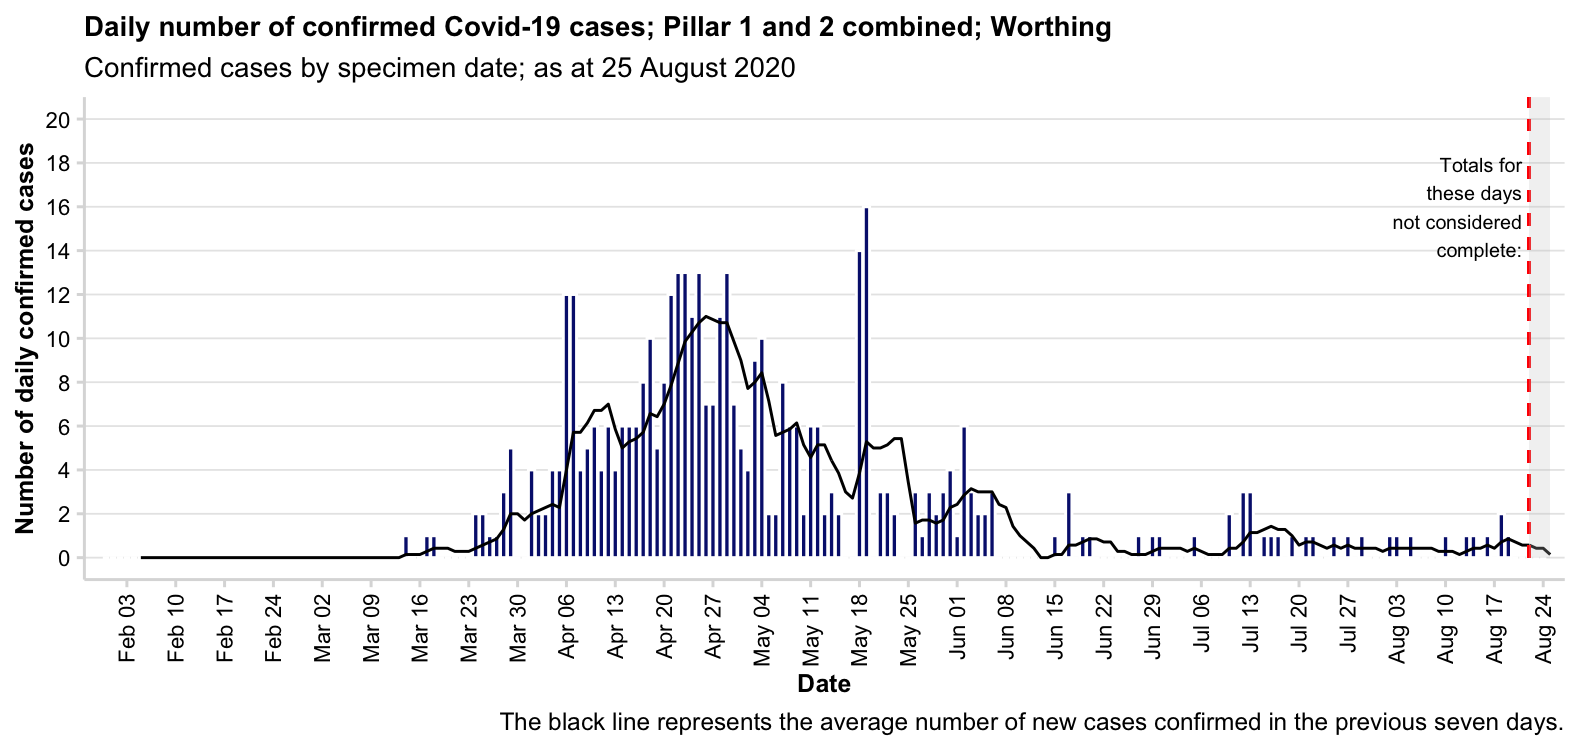 Daily number of confirmed Covid-19 cases; Pillar 1 and 2 combined; Worthing
Confirmed cases by specimen date; as at 25 August 2020
Number of daily confirmed cases
20
18
16
14
12
10
8
6
4
2
0
Totals for
these days
not considered
complete:
Feb 03
Feb 10
Feb 17
Feb 24
Mar 02
Mar 09
Mar 16
Mar 23
Mar 30
Apr 06
Apr 13
Apr 20
Apr 27
May 04
May 11
May 18
May 25
Jun 01
Jun 08
Jun 15
Jun 22
Jun 29
Jul 06
Jul 13
Jul 20
Jul 27
Aug 03
Aug 10
Aug 17
Aug 24
Date
The black line represents the average number of new cases confirmed in the previous seven days.